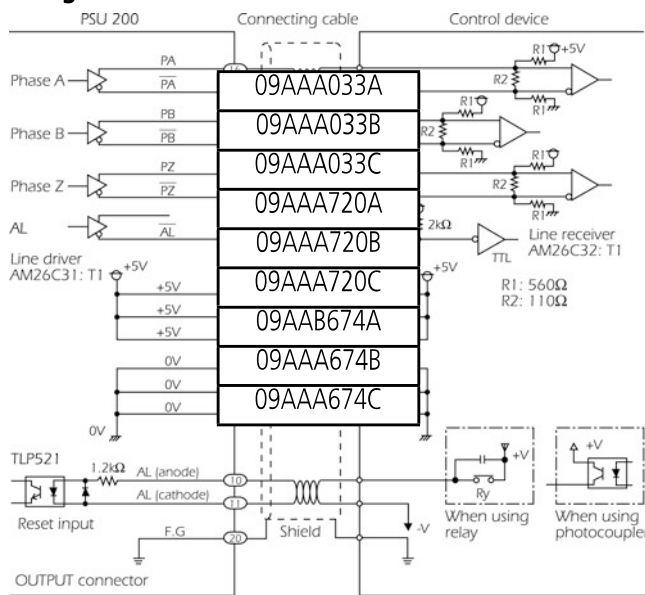 PSU 200 Connecting cable Control device
Phase A
PA
PA
Phase B
PB
PB
Phase Z
PZ
PZ
AL
AL
Line driver
AM26C31: T1
+5V
+5V
+5V
+5V
0V
0V
0V
0V
09AAA033A
09AAA033B
09AAA033C
09AAA720A
09AAA720B
09AAA720C
09AAB674A
09AAA674B
09AAA674C
R1 +5V
R2
R1
R1
R2
R1
R1
R2
R1
2kΩ
TTL
Line receiver
AM26C32: T1
+5V
R1: 560Ω
R2: 110Ω
TLP521
1.2kΩ
AL (anode)
10
AL (cathode)
11
Reset input
F.G
20
Shield
-V
+V
Ry
When using
relay
+V
When using
photocoupler
OUTPUT connector